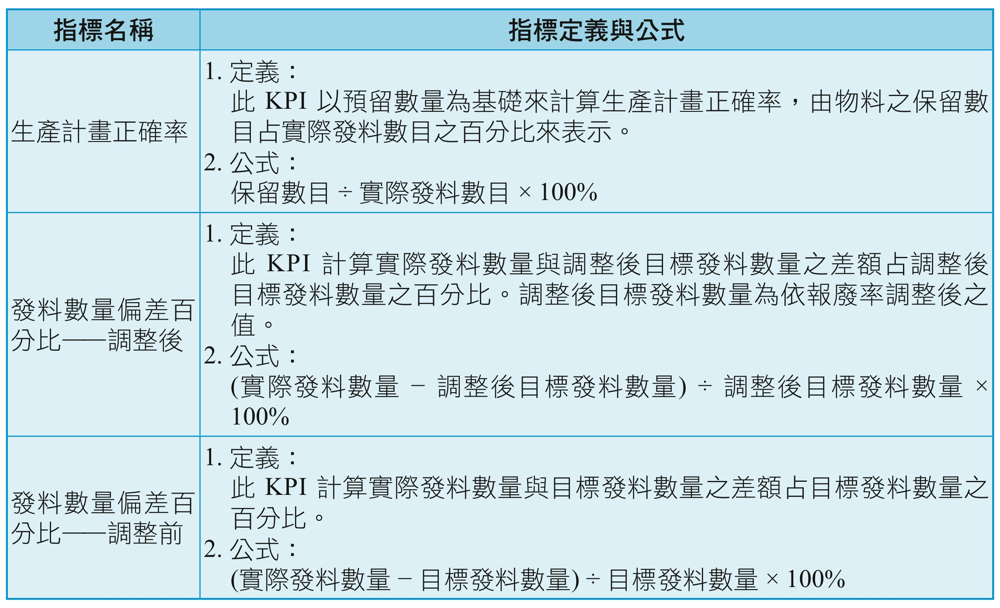 指標名稱
指標定義與公式
生產計畫正確率
1. 定義：
此 KPI 以預留數量為基礎來計算生產計畫正確率，由物料之保留數
目占實際發料數目之百分比來表示。
2. 公式：
保留數目 ÷ 實際發料數目 × 100%
發料數量偏差百
分比——調整後
1. 定義：
此 KPI 計算實際發料數量與調整後目標發料數量之差額占調整後
目標發料數量之百分比。調整後目標發料數量為依報廢率調整後之
值。
2. 公式：
(實際發料數量 − 調整後目標發料數量) ÷ 調整後目標發料數量 ×
100%
發料數量偏差百
分比——調整前
1. 定義：
此 KPI 計算實際發料數量與目標發料數量之差額占目標發料數量之
百分比。
2. 公式：
(實際發料數量 − 目標發料數量) ÷ 目標發料數量 × 100%